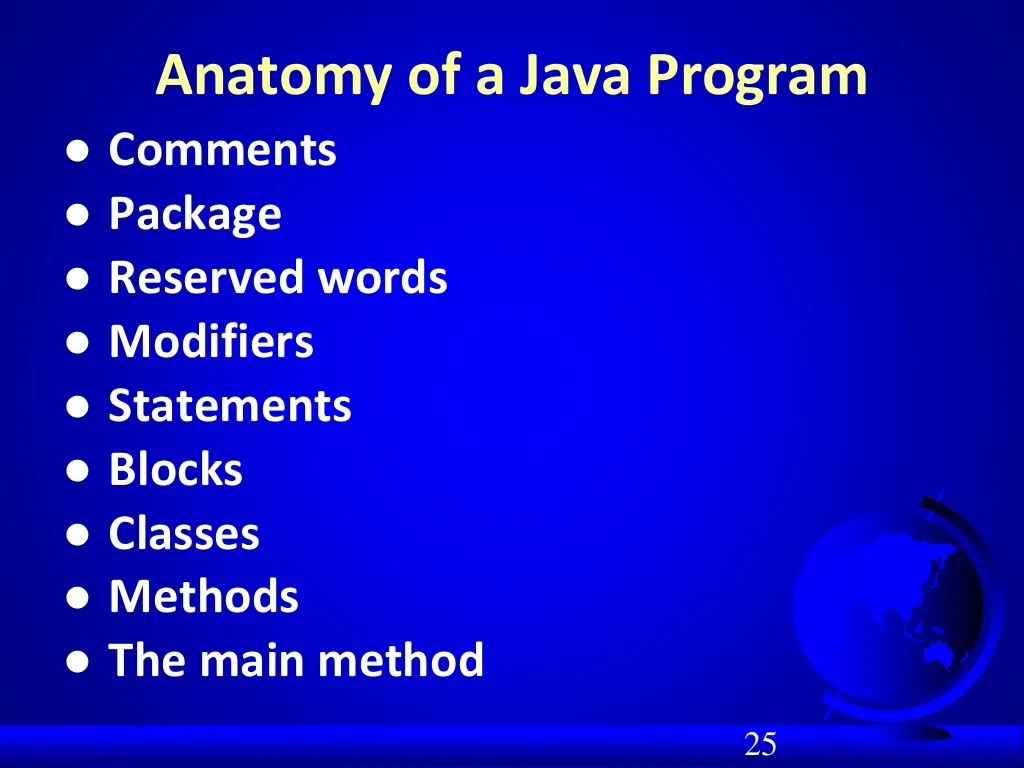 Anatomy of a Java Program
● Comments
● Package
● Reserved words
● Modifiers
● Statements
● Blocks
● Classes
● Methods
● The main method
25